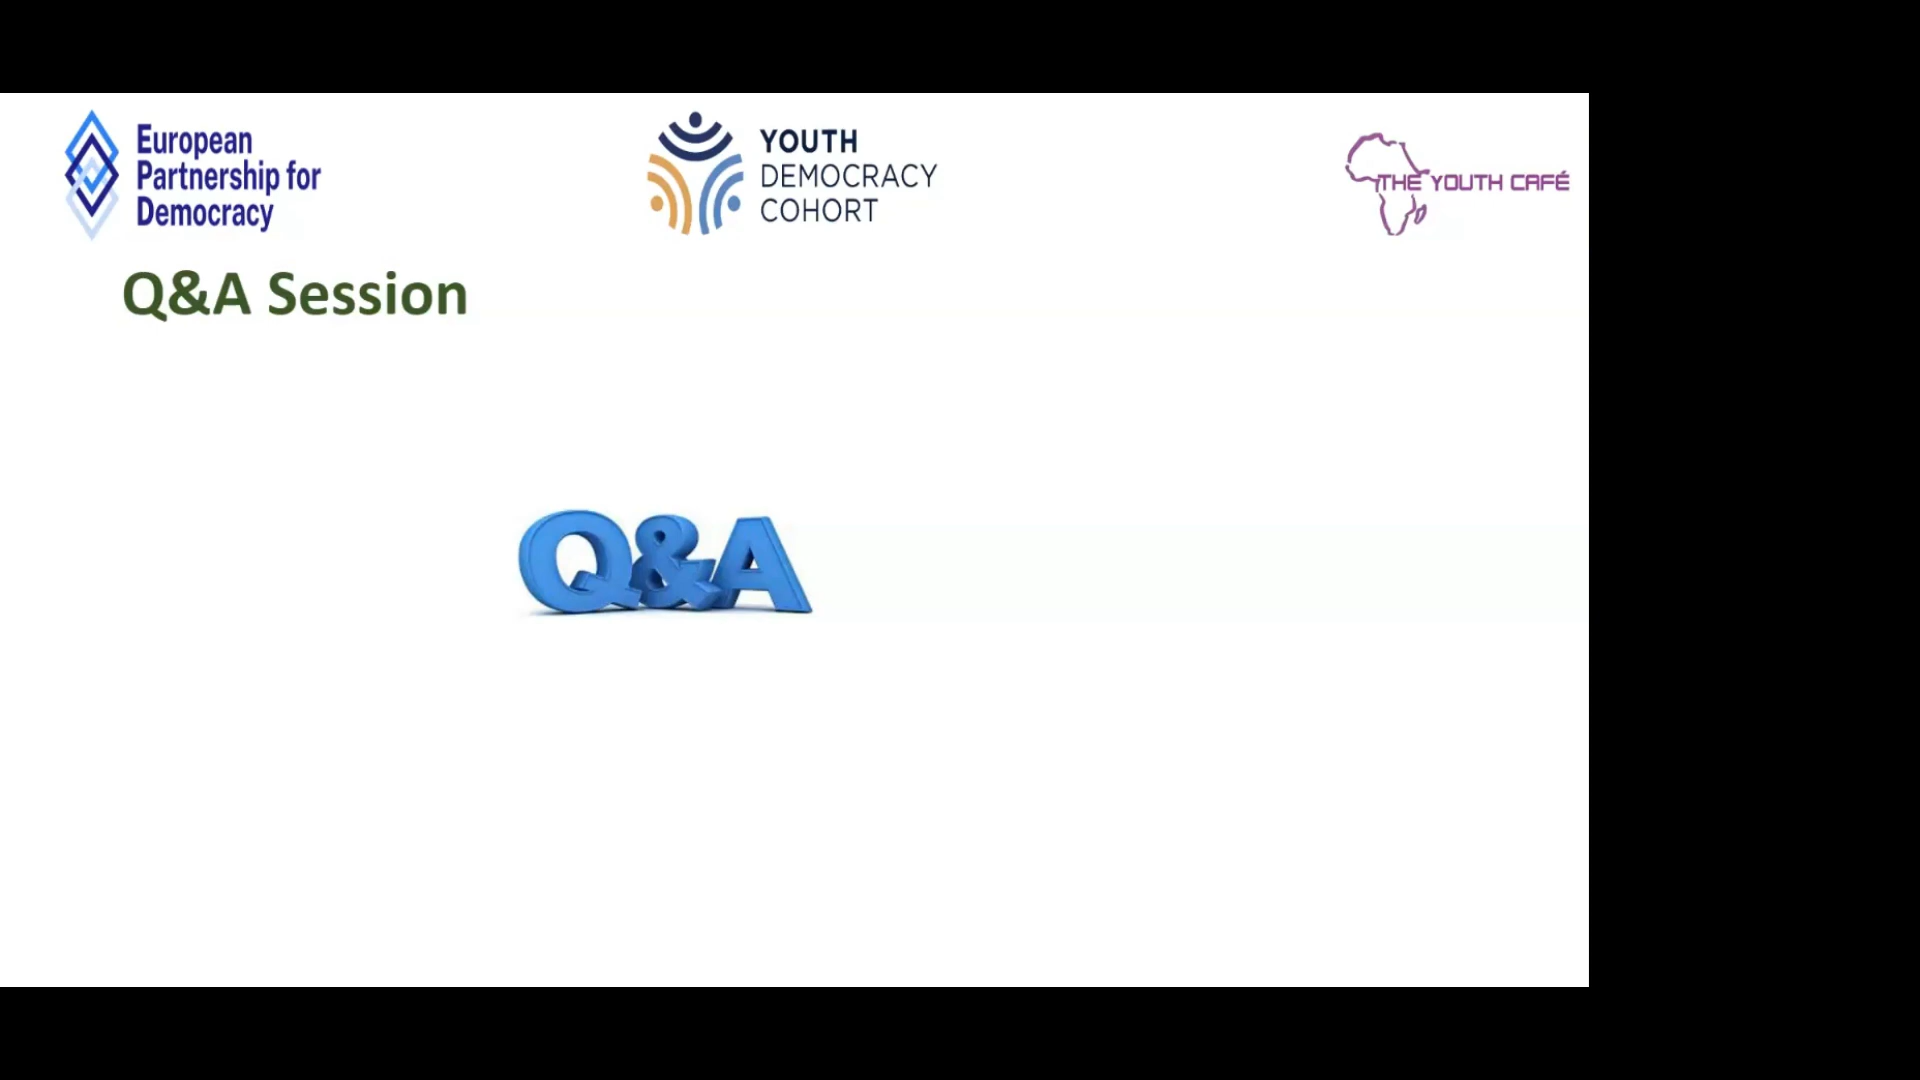 European
Partnership for
Democracy
YOUTH
DEMOCRACY
COHORT
THE YOUTH CAFÉ
Q&A Session
Q&A